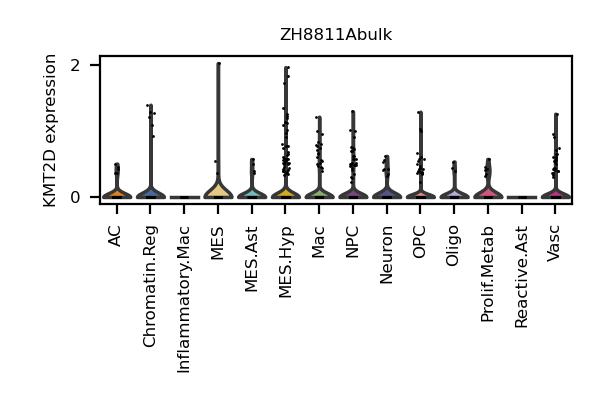 ZH8811Abulk
KMT2D expression
2
0
AC
Chromatin.Reg
Inflammatory.Mac
MES
MES.Ast
MES.Hyp
Mac
NPC
Neuron
OPC
Oligo
Prolif.Metab
Reactive.Ast
Vasc